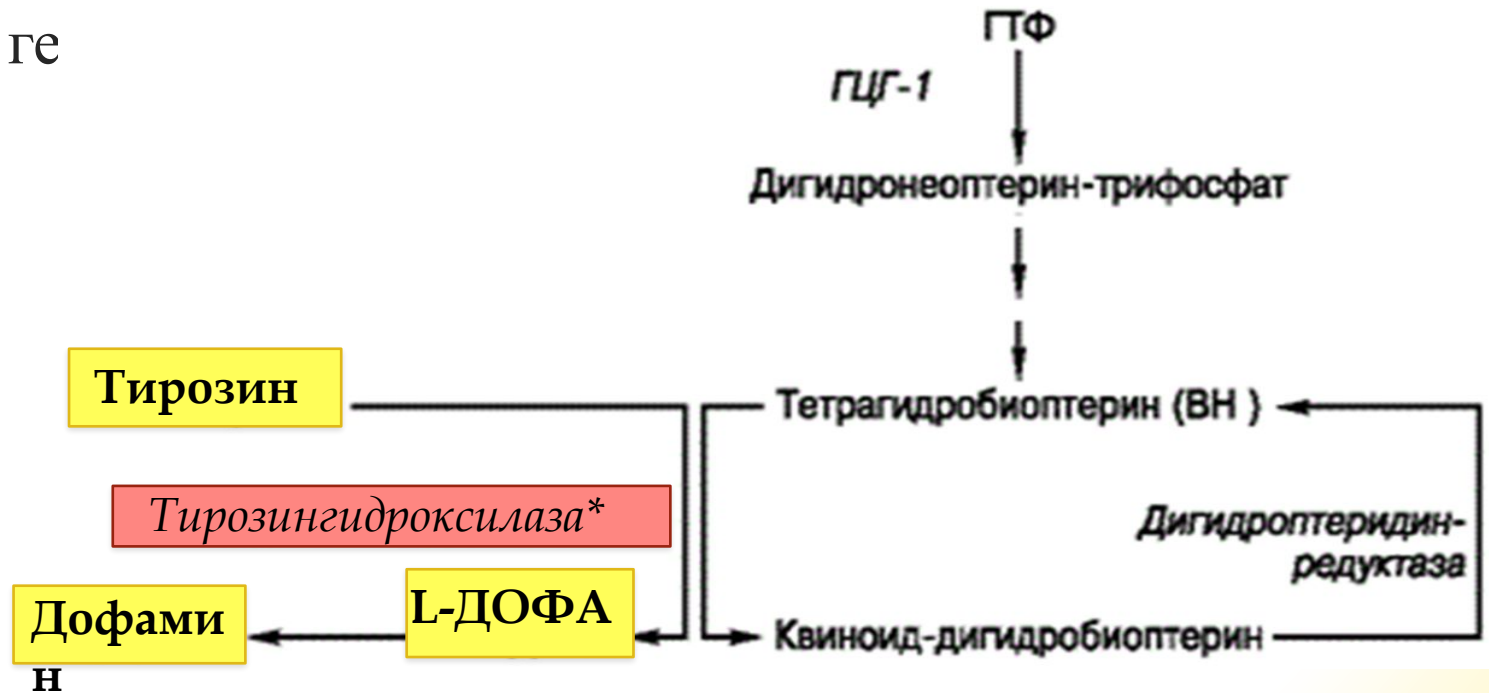 ге
ГТФ
ГЦГ-1
Дигидронеоптерин-трифосфат
Тирозин
Тетрагидробиоптерин (ВН )
Тирозингидроксилаза*
Дигидроптеридин-
редуктаза
L-ДОФА
Дофами
н
Квиноид-дигидробиоптерин